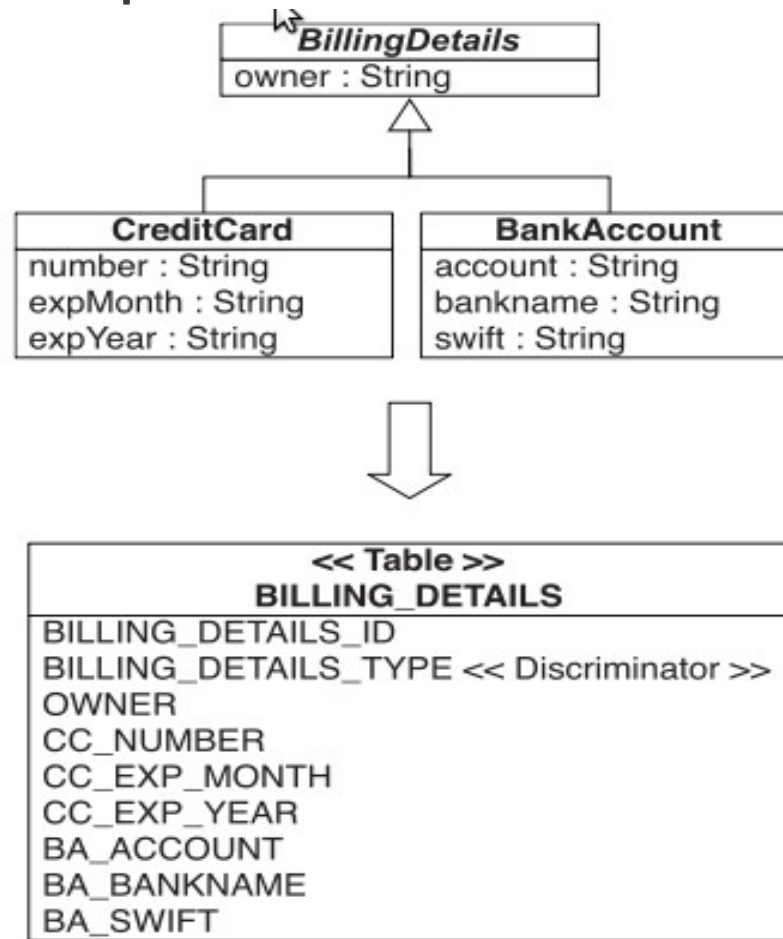 BillingDetails
owner : String
CreditCard
number : String
expMonth : String
expYear : String
BankAccount
account : String
bankname : String
swift : String
<< Table >>
BILLING_DETAILS
BILLING_DETAILS_ID
BILLING_DETAILS_TYPE << Discriminator >>
OWNER
CC_NUMBER
CC_EXP_MONTH
CC_EXP_YEAR
BA_ACCOUNT
BA_BANKNAME
BA_SWIFT